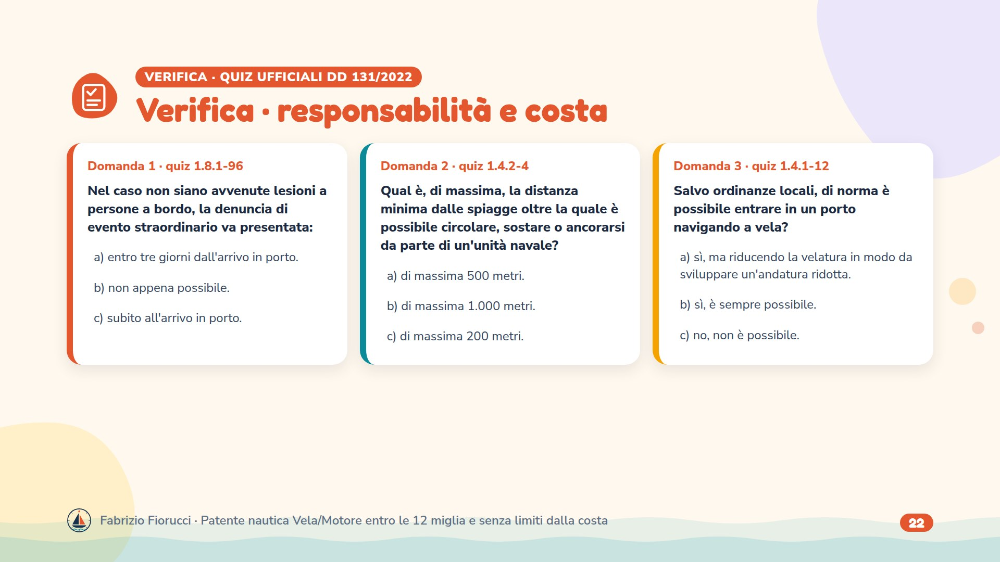 VERIFICA · QUIZ UFFICIALI DD 131/2022
Verifica · responsabilità e costa
Domanda 1 · quiz 1.8.1-96
Nel caso non siano avvenute lesioni a
persone a bordo, la denuncia di
evento straordinario va presentata:
a) entro tre giorni dall'arrivo in porto.
b) non appena possibile.
c) subito all'arrivo in porto.
Domanda 2 · quiz 1.4.2-4
Qual è, di massima, la distanza
minima dalle spiagge oltre la quale è
possibile circolare, sostare o ancorarsi
da parte di un'unità navale?
a) di massima 500 metri.
b) di massima 1.000 metri.
c) di massima 200 metri.
Domanda 3 · quiz 1.4.1-12
Salvo ordinanze locali, di norma è
possibile entrare in un porto
navigando a vela?
a) sì, ma riducendo la velatura in modo da
sviluppare un'andatura ridotta.
b) sì, è sempre possibile.
c) no, non è possibile.
Fabrizio Fiorucci · Patente nautica Vela/Motore entro le 12 miglia e senza limiti dalla costa
22